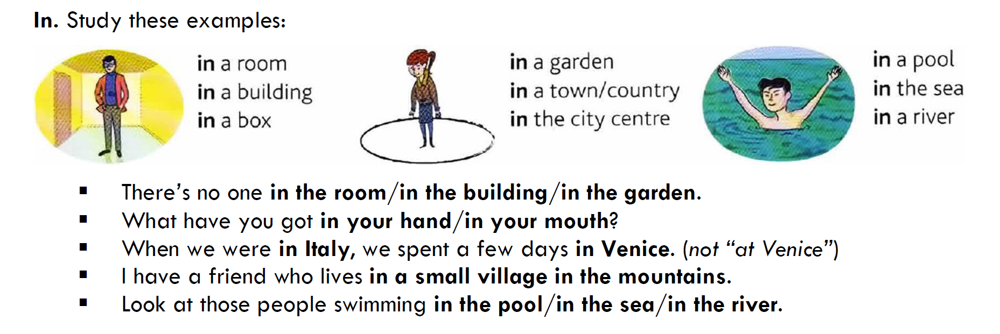 In. Study these examples:
in a room
in a building
in a box
in a garden
in a town/country
in the city centre
in a pool
in the sea
in a river
▪ There’s no one in the room/in the building/in the garden.
▪ What have you got in your hand/in your mouth?
▪ When we were in Italy, we spent a few days in Venice. (not “at Venice”)
▪ I have a friend who lives in a small village in the mountains.
▪ Look at those people swimming in the pool/in the sea/in the river.